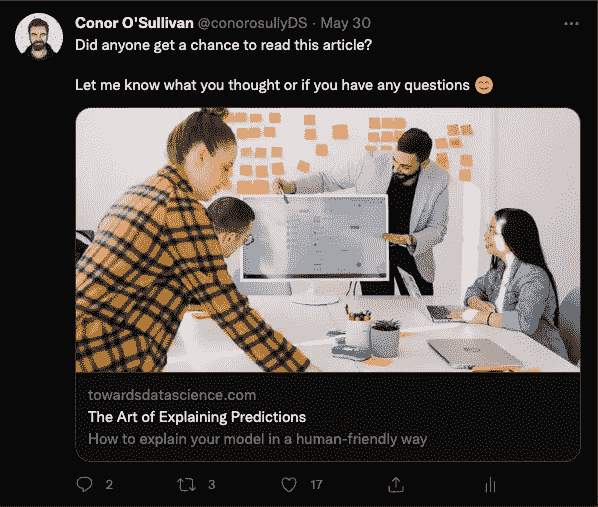 Conor O'Sullivan @conorosullyDS · May 30
Did anyone get a chance to read this article?
Let me know what you thought or if you have any questions 😊
towardsdatascience.com
The Art of Explaining Predictions
How to explain your model in a human-friendly way
2 3 17